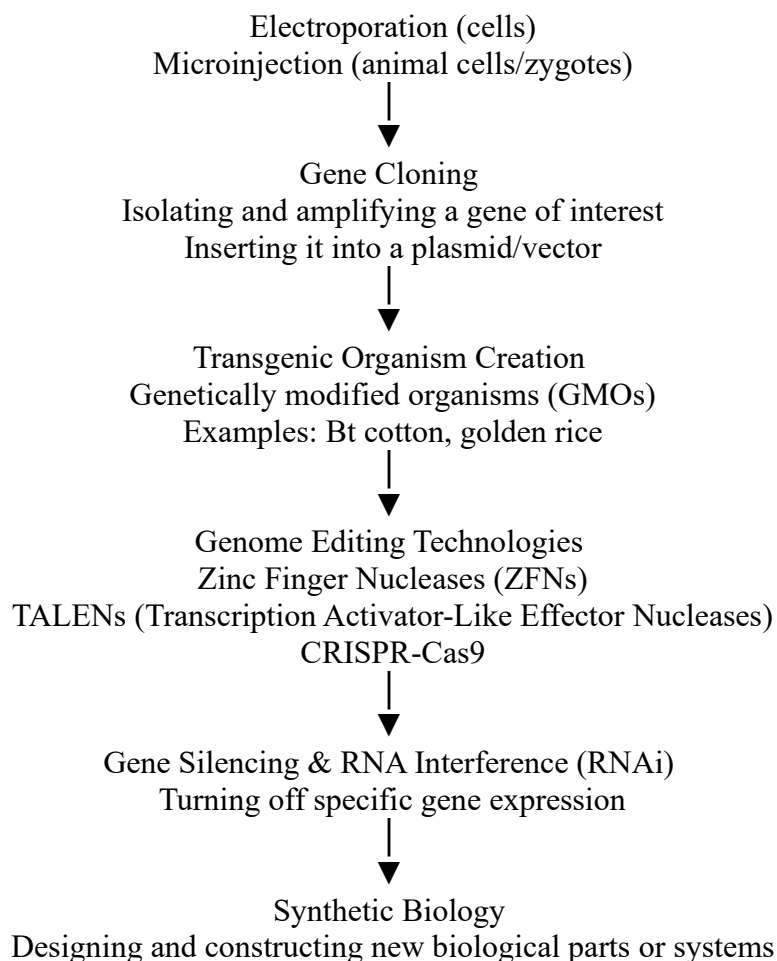 Electroporation (cells)
Microinjection (animal cells/zygotes)
Gene Cloning
Isolating and amplifying a gene of interest
Inserting it into a plasmid/vector
Transgenic Organism Creation
Genetically modified organisms (GMOs)
Examples: Bt cotton, golden rice
Genome Editing Technologies
Zinc Finger Nucleases (ZFNs)
TALENs (Transcription Activator-Like Effector Nucleases)
CRISPR-Cas9
Gene Silencing & RNA Interference (RNAi)
Turning off specific gene expression
Synthetic Biology
Designing and constructing new biological parts or systems